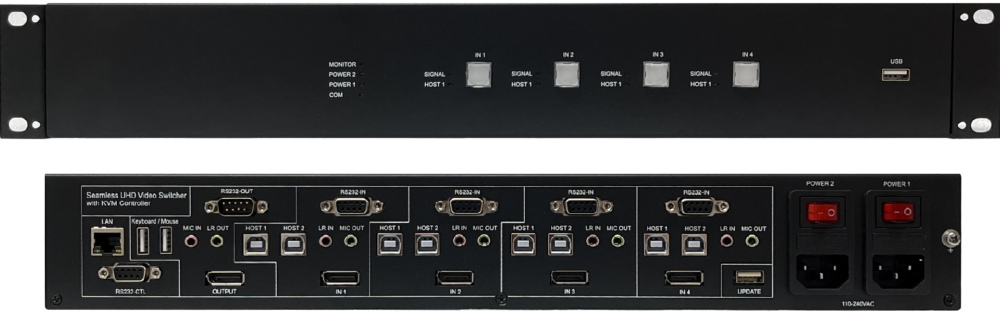 IN 1
IN 2
IN 3
IN 4
USB
MONITOR
POWER 2
POWER 1
COM
SIGNAL
HOST 1
SIGNAL
HOST 1
SIGNAL
HOST 1
SIGNAL
HOST 1
POWER 2
POWER 1
Seamless UHD Video Switcher
with KVM Controller
RS232-OUT
RS232-IN
RS232-IN
RS232-IN
RS232-IN
LAN
Keyboard / Mouse
MIC IN
LR OUT
HOST 1
HOST 2
LR IN
MIC OUT
HOST 1
HOST 2
LR IN
MIC OUT
HOST 1
HOST 2
LR IN
MIC OUT
HOST 1
HOST 2
LR IN
MIC OUT
RS232-CTL
OUTPUT
IN 1
IN 2
IN 3
IN 4
UPDATE
110-240VAC